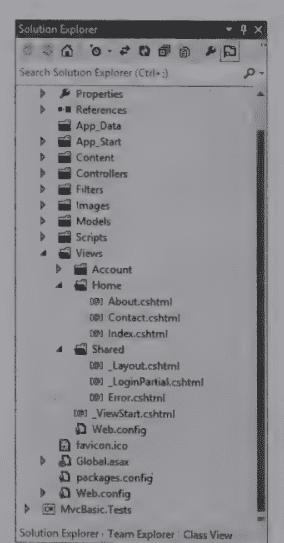 Solution Explorer
Search Solution Explorer (Ctrl+;)
Properties
References
App_Data
App_Start
Content
Controllers
Filters
Images
Models
Scripts
Views
Account
Home
[@] About.cshtml
[@] Contact.cshtml
[@] Index.cshtml
Shared
[@] _Layout.cshtml
[@] _LoginPartial.cshtml
[@] Error.cshtml
[@] _ViewStart.cshtml
Web.config
favicon.ico
Global.asax
packages.config
Web.config
C# MvcBasic.Tests
Solution Explorer Team Explorer Class View